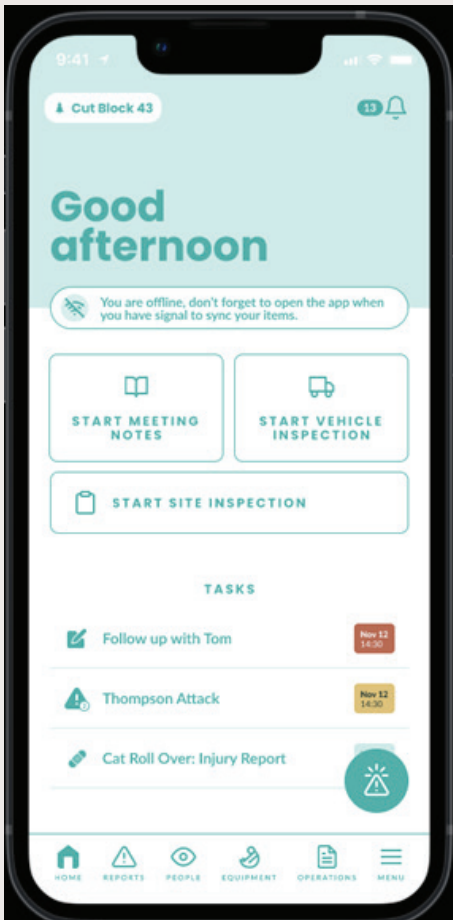 9:41
Cut Block 43
13
Good
afternoon
You are offline, don't forget to open the app when
you have signal to sync your items.
START MEETING
NOTES
START VEHICLE
INSPECTION
START SITE INSPECTION
TASKS
Follow up with Tom
Nov 12
14:30
Thompson Attack
Nov 12
14:30
Cat Roll Over: Injury Report
HOME
REPORTS
PEOPLE
EQUIPMENT
OPERATIONS
MENU